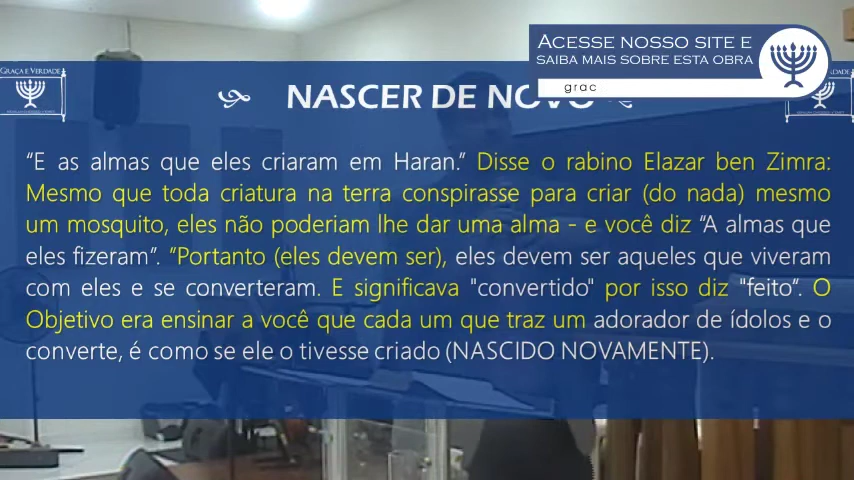 ACESSE NOSSO SITE E
SAIBA MAIS SOBRE ESTA OBRA
grac
GRAÇA E VERDADE
NASCER DE NOVO
“E as almas que eles criaram em Haran.” Disse o rabino Elazar ben Zimra:
Mesmo que toda criatura na terra conspirasse para criar (do nada) mesmo
um mosquito, eles não poderiam lhe dar uma alma - e você diz “A almas que
eles fizeram”. “Portanto (eles devem ser), eles devem ser aqueles que viveram
com eles e se converteram. E significava "convertido" por isso diz "feito”. O
Objetivo era ensinar a você que cada um que traz um adorador de ídolos e o
converte, é como se ele o tivesse criado (NASCIDO NOVAMENTE).